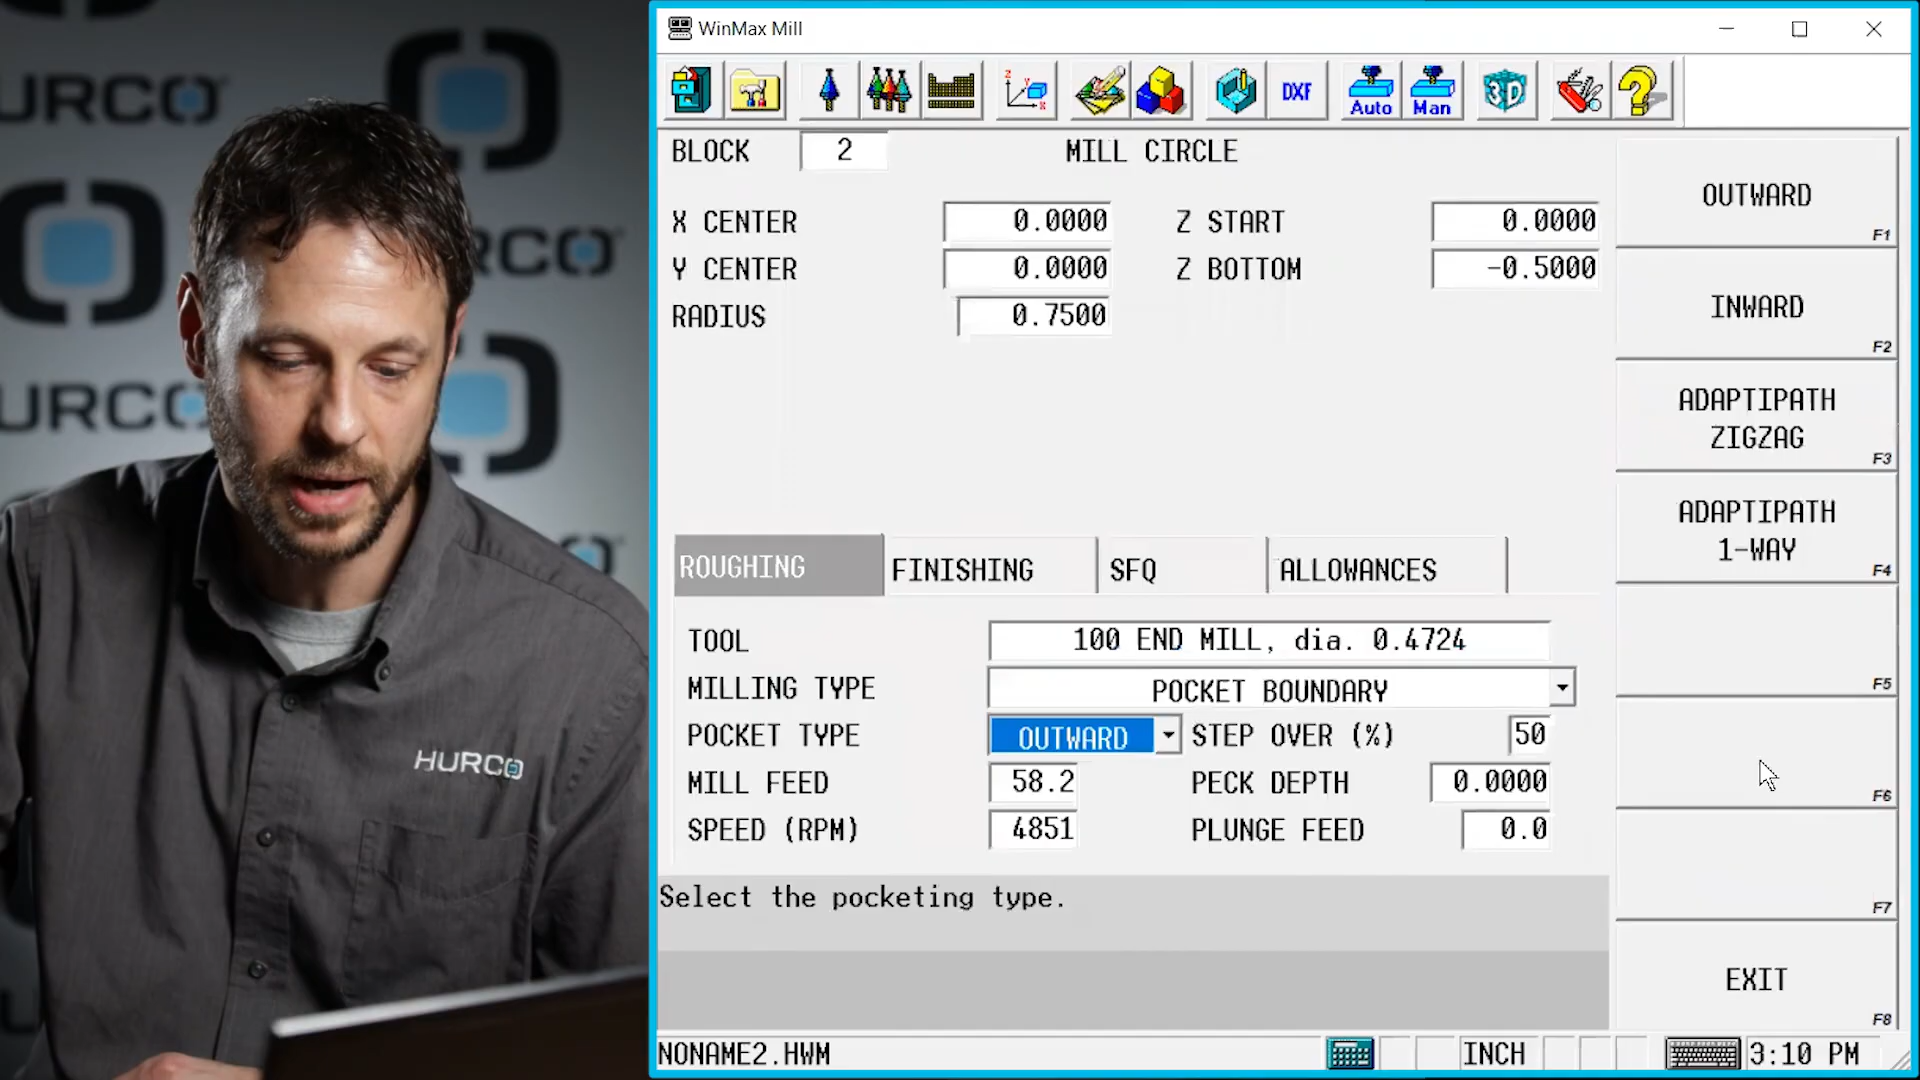 WinMax Mill
DXF
Auto
Man
3D
BLOCK 2 MILL CIRCLE
X CENTER 0.0000 Z START 0.0000
Y CENTER 0.0000 Z BOTTOM -0.5000
RADIUS 0.7500
ROUGHING FINISHING SFQ ALLOWANCES
TOOL 100 END MILL, dia. 0.4724
MILLING TYPE POCKET BOUNDARY
POCKET TYPE OUTWARD STEP OVER (%) 50
MILL FEED 58.2 PECK DEPTH 0.0000
SPEED (RPM) 4851 PLUNGE FEED 0.0
Select the pocketing type.
NONAME2.HWM INCH 3:10 PM
OUTWARD
F1
INWARD
F2
ADAPTIPATH
ZIGZAG
F3
ADAPTIPATH
1-WAY
F4
F5
F6
F7
EXIT
F8
HURCO
URCO
URCO
URCO